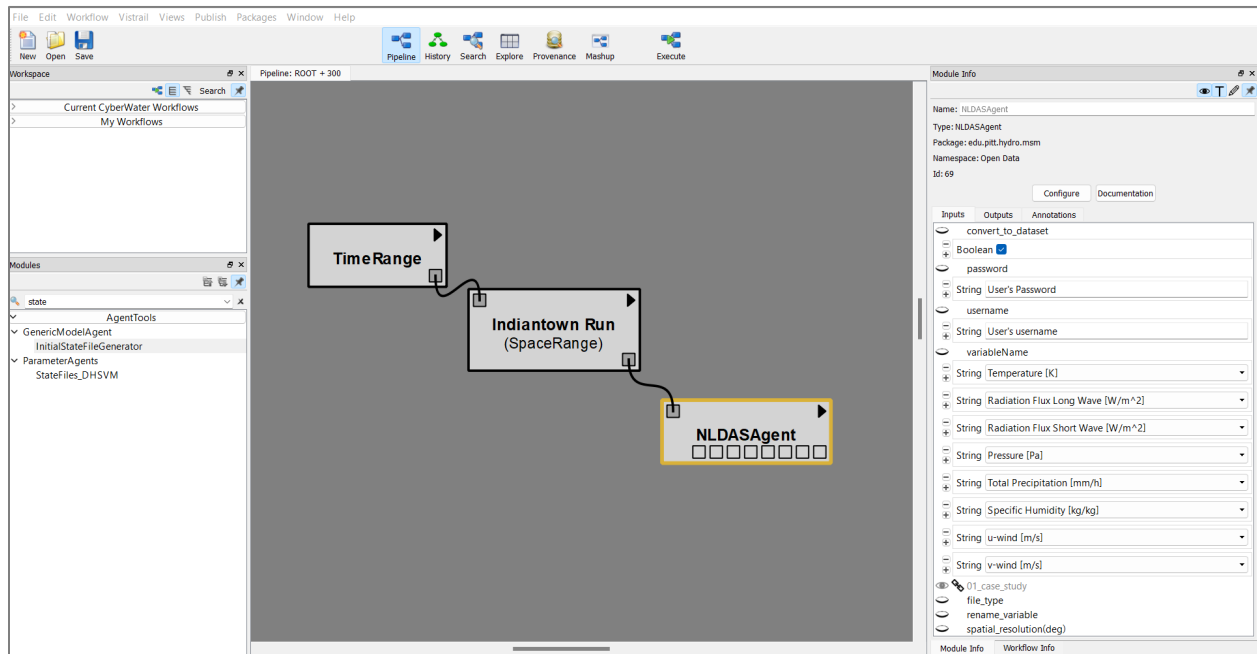 File Edit Workflow Vistrail Views Publish Packages Window Help
New Open Save Pipeline History Search Explore Provenance Mashup Execute
Workspace
Search
Current CyberWater Workflows
My Workflows
Modules
state
AgentTools
GenericModelAgent
InitialStateFileGenerator
ParameterAgents
StateFiles_DHSVM
Pipeline: ROOT + 300
TimeRange
Indiantown Run
(SpaceRange)
NLDASAgent
Module Info
Name: NLDASAgent
Type: NLDASAgent
Package: edu.pitt.hydro.msm
Namespace: Open Data
Id: 69
Configure Documentation
Inputs Outputs Annotations
convert_to_dataset
Boolean
password
String User's Password
username
String User's username
variableName
String Temperature [K]
String Radiation Flux Long Wave [W/m^2]
String Radiation Flux Short Wave [W/m^2]
String Pressure [Pa]
String Total Precipitation [mm/h]
String Specific Humidity [kg/kg]
String u-wind [m/s]
String v-wind [m/s]
01_case_study
file_type
rename_variable
spatial_resolution(deg)
Module Info Workflow Info